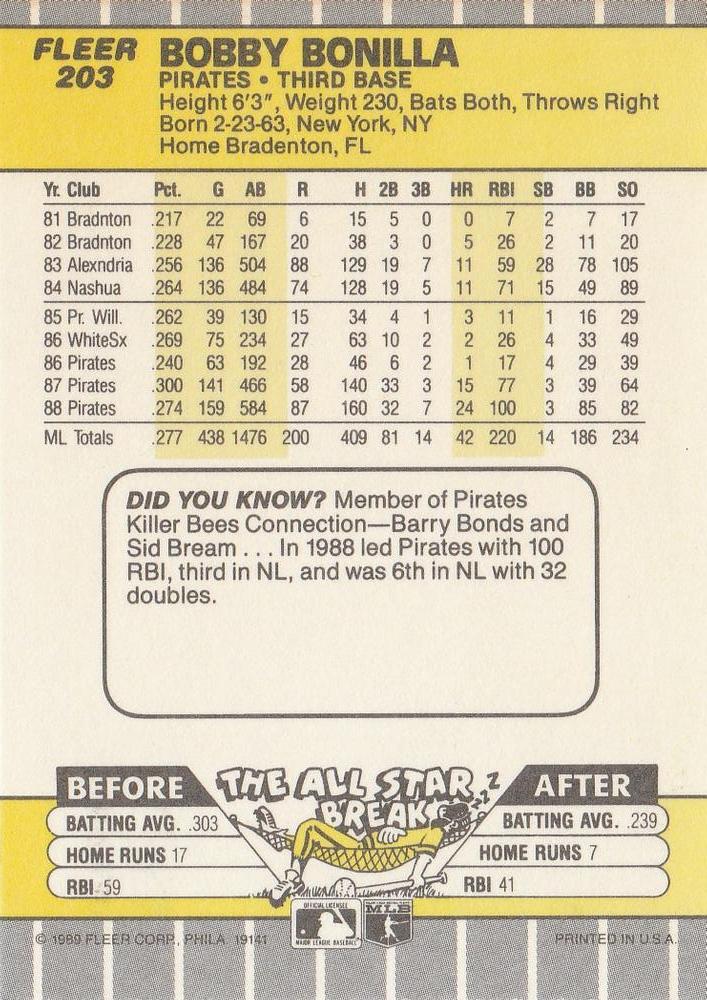 FLEER
203
BOBBY BONILLA
PIRATES • THIRD BASE
Height 6'3", Weight 230, Bats Both, Throws Right
Born 2-23-63, New York, NY
Home Bradenton, FL
Yr. Club Pct. G AB R H 2B 3B HR RBI SB BB SO
81 Bradnton .217 22 69 6 15 5 0 0 7 2 7 17
82 Bradnton .228 47 167 20 38 3 0 5 26 2 11 20
83 Alexndria .256 136 504 88 129 19 7 11 59 28 78 105
84 Nashua .264 136 484 74 128 19 5 11 71 15 49 89
85 Pr. Will. .262 39 130 15 34 4 1 3 11 1 16 29
86 WhiteSx .269 75 234 27 63 10 2 2 26 4 33 49
86 Pirates .240 63 192 28 46 6 2 1 17 4 29 39
87 Pirates .300 141 466 58 140 33 3 15 77 3 39 64
88 Pirates .274 159 584 87 160 32 7 24 100 3 85 82
ML Totals .277 438 1476 200 409 81 14 42 220 14 186 234
DID YOU KNOW? Member of Pirates
Killer Bees Connection—Barry Bonds and
Sid Bream . . . In 1988 led Pirates with 100
RBI, third in NL, and was 6th in NL with 32
doubles.
THE ALL STAR
BREAK
ZZZZ
BEFORE
BATTING AVG. .303
HOME RUNS 17
RBI 59
AFTER
BATTING AVG. .239
HOME RUNS 7
RBI 41
OFFICIAL LICENSEE
MAJOR LEAGUE BASEBALL
MAJOR LEAGUE BASEBALL PLAYERS
MLB
© 1989 FLEER CORP., PHILA. 19141
PRINTED IN U.S.A.